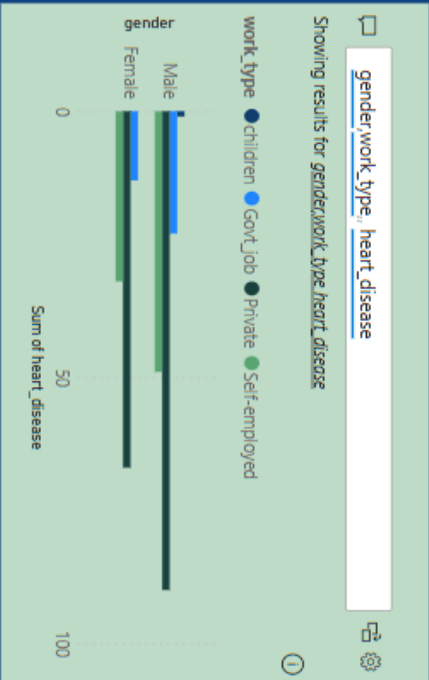 gender,work_type,, heart_disease
Showing results for gender,work_type heart_disease
work_type children Govt_job Private Self-employed
gender
Male
Female
0 50 100
Sum of heart_disease